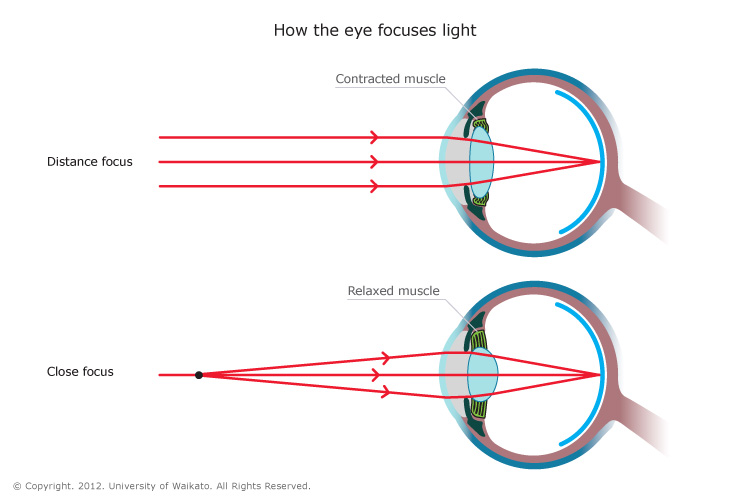 How the eye focuses light
Contracted muscle
Distance focus
Relaxed muscle
Close focus
© Copyright. 2012. University of Waikato. All Rights Reserved.